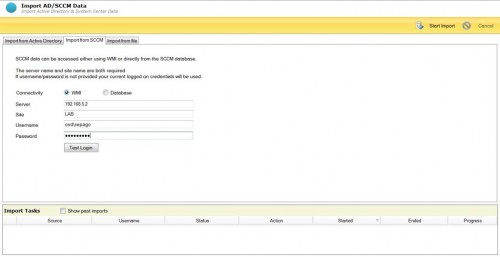 Import AD/SCCM Data
Import Active Directory & System Center Data
Start Import Cancel
Import from Active Directory Import from SCCM Import from file
SCCM data can be accessed either using WMI or directly from the SCCM database.
The server name and site name are both required.
If username/password is not provided your current logged on credentials will be used.
Connectivity WMI Database
Server 192.168.5.2
Site LAB
Username
Password •••••••••
Test Login
Import Tasks Show past imports
Source Username Status Action Started Ended Progress